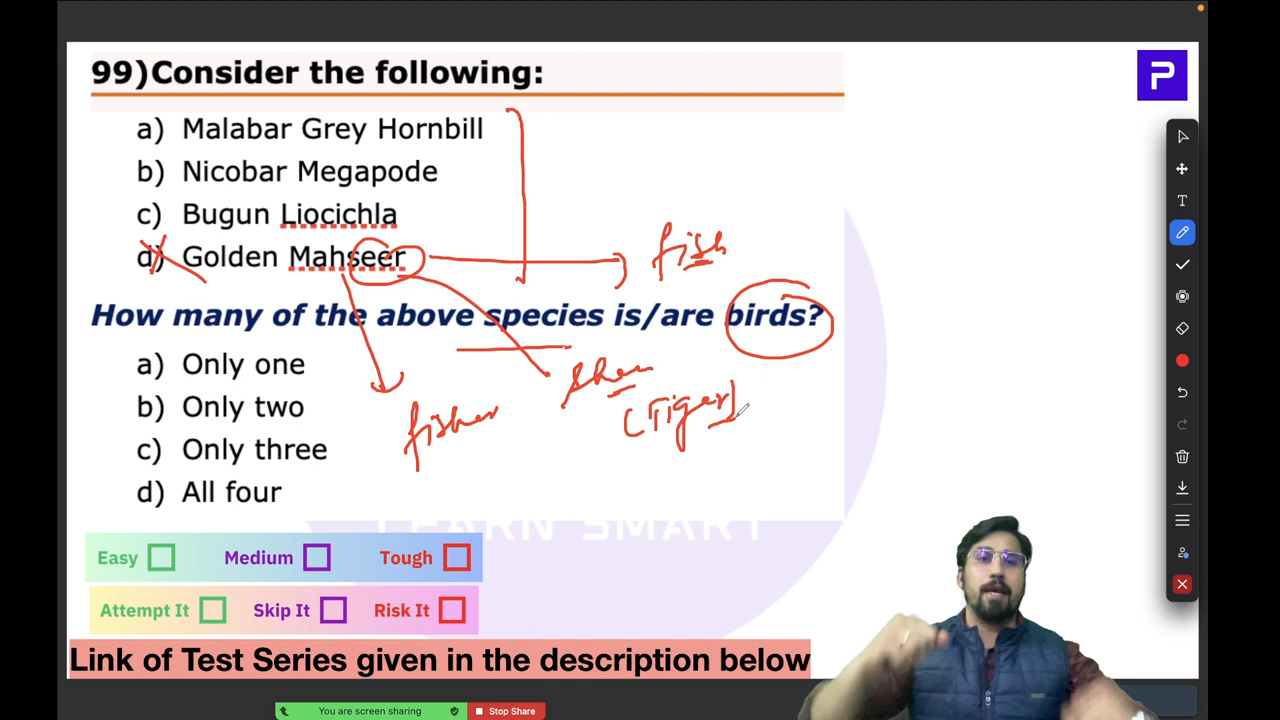 99)Consider the following:
a) Malabar Grey Hornbill
b) Nicobar Megapode
c) Bugun Liocichla
d) Golden Mahseer
fish
How many of the above species is/are birds?
a) Only one
sher
b) Only two
(Tiger)
fisher
c) Only three
d) All four
LEARN SMART
Easy Medium Tough
Attempt It Skip It Risk It
Link of Test Series given in the description below
You are screen sharing Stop Share
P
T